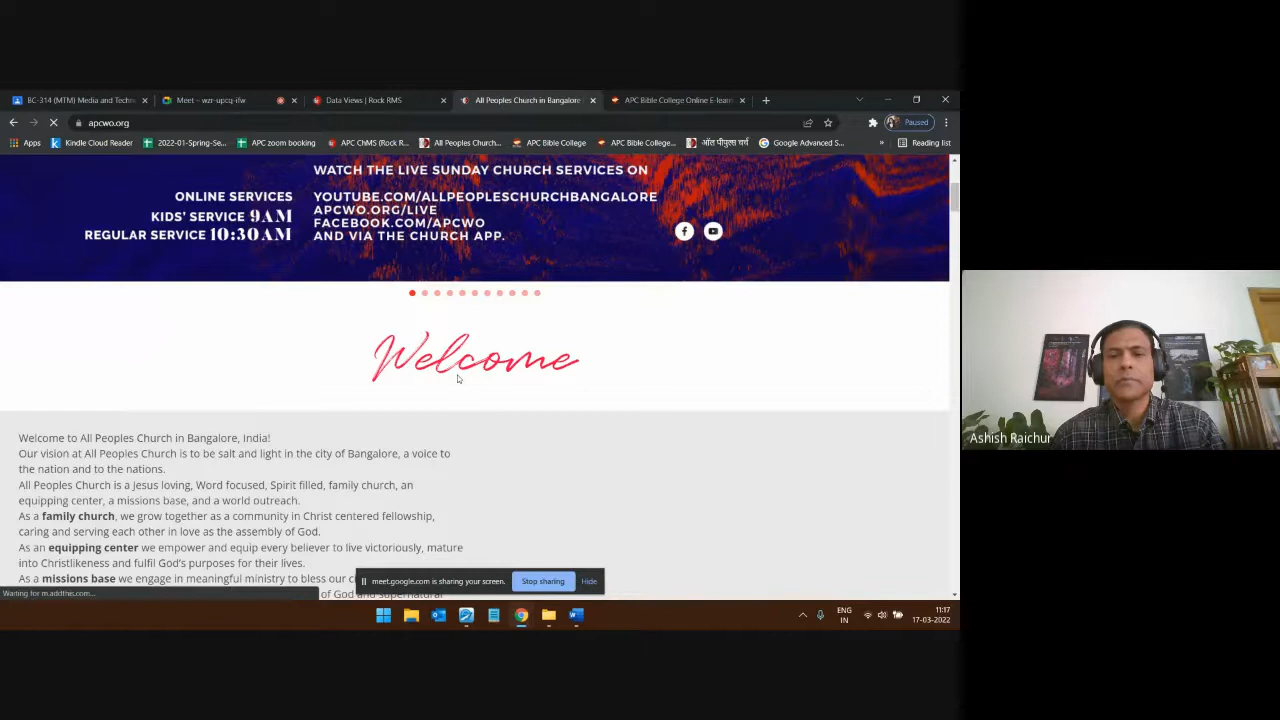 BC-314 (MTM) Media and Techn
Meet – wzr-upcq-ifw
Data Views | Rock RMS
All Peoples Church in Bangalore
APC Bible College Online E-learn
apcwo.org
Paused
Apps
Kindle Cloud Reader
2022-01-Spring-Se...
APC zoom booking
APC ChMS (Rock R...
All Peoples Church...
APC Bible College
APC Bible College...
ऑल पीपुल्स चर्च
Google Advanced S...
»
Reading list
ONLINE SERVICES
KIDS' SERVICE 9AM
REGULAR SERVICE 10:30AM
WATCH THE LIVE SUNDAY CHURCH SERVICES ON
YOUTUBE.COM/ALLPEOPLESCHURCHBANGALORE
APCWO.ORG/LIVE
FACEBOOK.COM/APCWO
AND VIA THE CHURCH APP.
Welcome
Welcome to All Peoples Church in Bangalore, India!
Our vision at All Peoples Church is to be salt and light in the city of Bangalore, a voice to
the nation and to the nations.
All Peoples Church is a Jesus loving, Word focused, Spirit filled, family church, an
equipping center, a missions base, and a world outreach.
As a family church, we grow together as a community in Christ centered fellowship,
caring and serving each other in love as the assembly of God.
As an equipping center we empower and equip every believer to live victoriously, mature
into Christlikeness and fulfil God's purposes for their lives.
As a missions base we engage in meaningful ministry to bless our c
of God and supernatural
meet.google.com is sharing your screen.
Stop sharing
Hide
Waiting for m.addthis.com...
ENG
IN
11:17
17-03-2022
Ashish Raichur